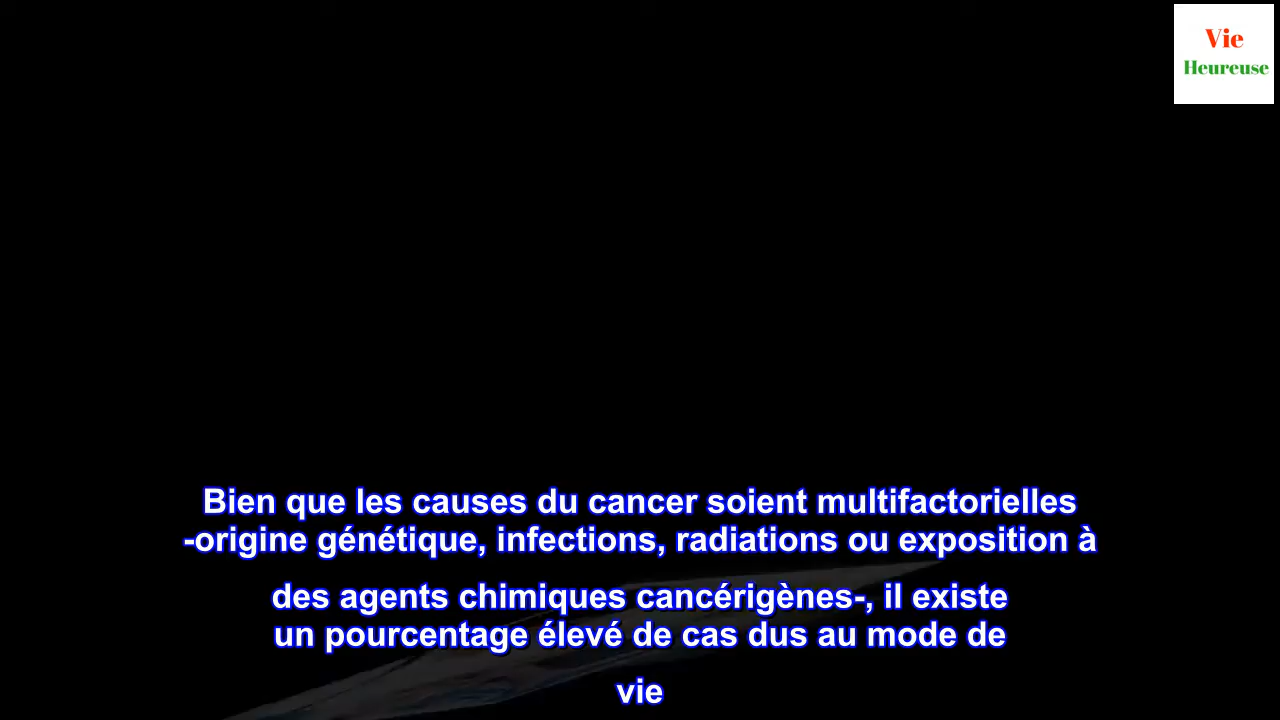 Vie
Heureuse
Bien que les causes du cancer soient multifactorielles
-origine génétique, infections, radiations ou exposition à
des agents chimiques cancérigènes-, il existe
un pourcentage élevé de cas dus au mode de
vie